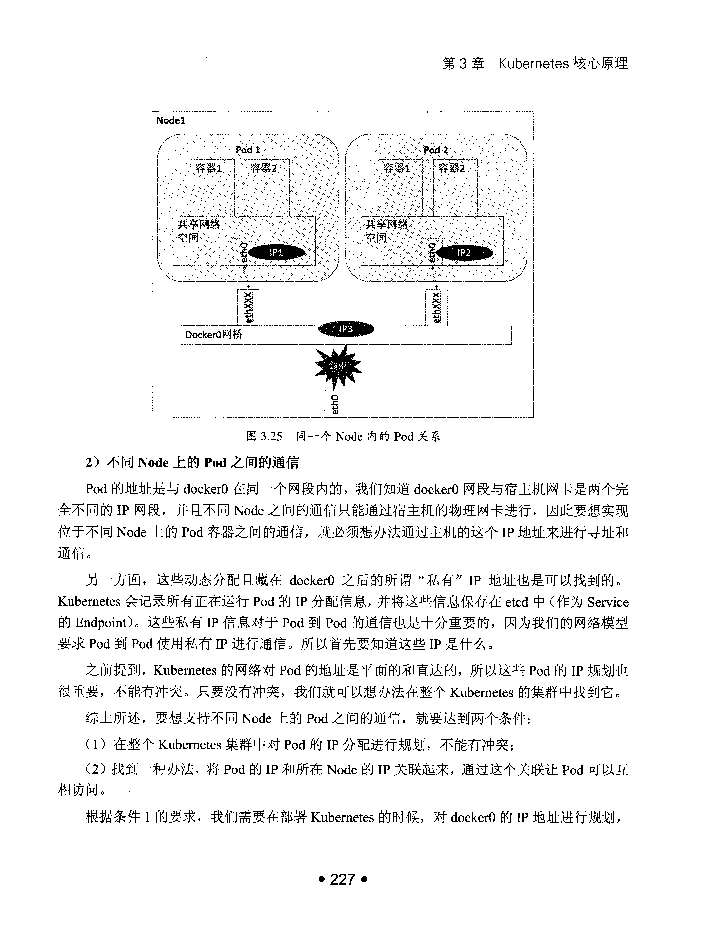 第 3 章 Kubernetes 核心原理
Node1
Pod 1
Pod 2
容器1
容器2
容器1
容器2
共享网络
空间
共享网络
空间
eth0
IP1
eth0
IP2
ethXXX
ethXXX
IP3
Docker0网桥
eth0
图 3.25 同一个 Node 内的 Pod 关系
2）不同 Node 上的 Pod 之间的通信
Pod 的地址是与 docker0 在同一个网段内的，我们知道 docker0 网段与宿主机网卡是两个完
全不同的 IP 网段，并且不同 Node 之间的通信只能通过宿主机的物理网卡进行，因此要想实现
位于不同 Node 上的 Pod 容器之间的通信，就必须想办法通过主机的这个 IP 地址来进行寻址和
通信。
另一方面，这些动态分配且藏在 docker0 之后的所谓“私有”IP 地址也是可以找到的。
Kubernetes 会记录所有正在运行 Pod 的 IP 分配信息，并将这些信息保存在 etcd 中（作为 Service
的 Endpoint）。这些私有 IP 信息对于 Pod 到 Pod 的通信也是十分重要的，因为我们的网络模型
要求 Pod 到 Pod 使用私有 IP 进行通信。所以首先要知道这些 IP 是什么。
之前提到，Kubernetes 的网络对 Pod 的地址是平面的和直达的，所以这些 Pod 的 IP 规划也
很重要，不能有冲突。只要没有冲突，我们就可以想办法在整个 Kubernetes 的集群中找到它。
综上所述，要想支持不同 Node 上的 Pod 之间的通信，就要达到两个条件：
（1）在整个 Kubernetes 集群中对 Pod 的 IP 分配进行规划，不能有冲突；
（2）找到一种办法，将 Pod 的 IP 和所在 Node 的 IP 关联起来，通过这个关联让 Pod 可以互
相访问。
根据条件 1 的要求，我们需要在部署 Kubernetes 的时候，对 docker0 的 IP 地址进行规划，
• 227 •